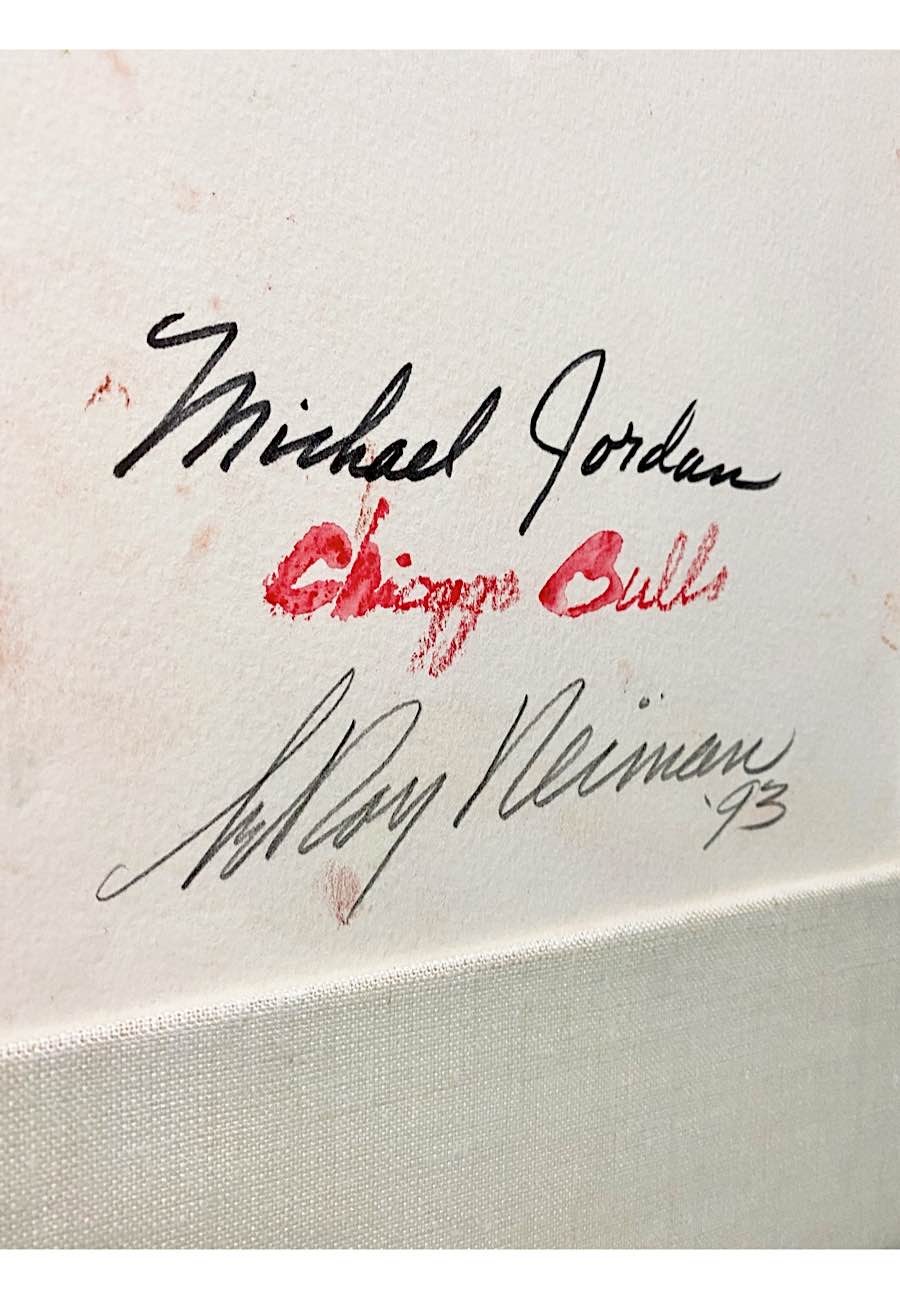 Michael Jordan
Chicago Bulls
LeRoy Neiman
'93